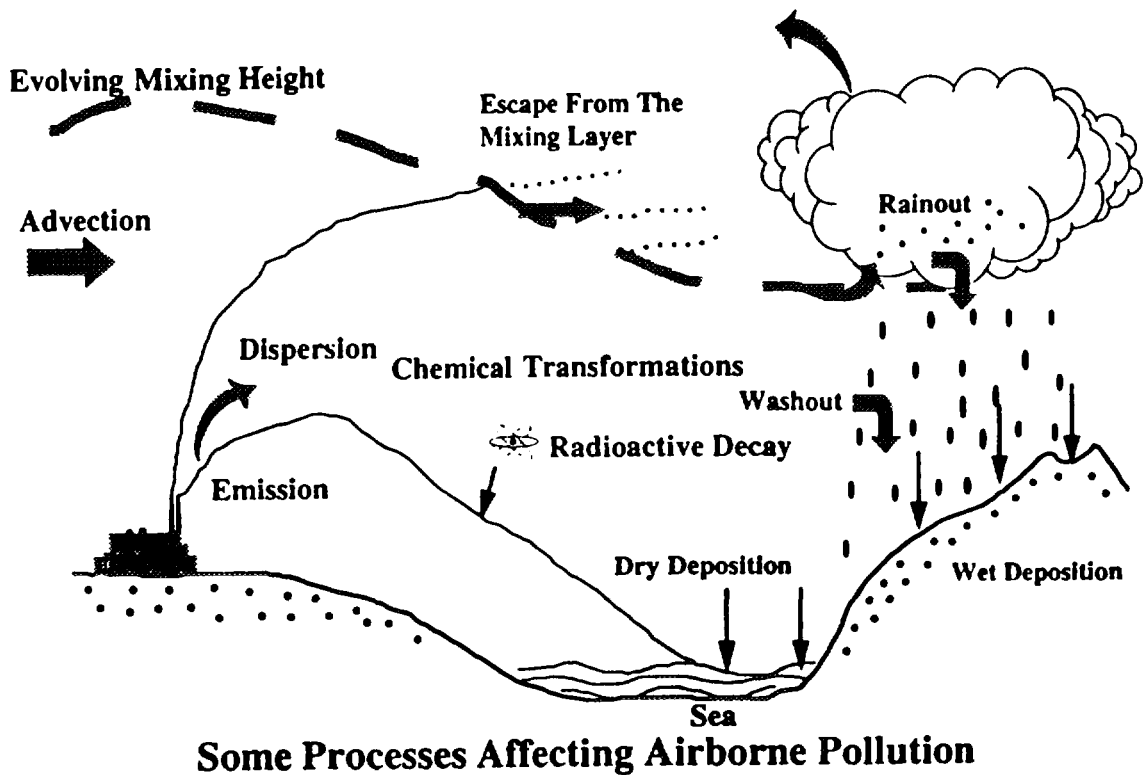 Evolving Mixing Height
Escape From The
Mixing Layer
Rainout
Advection
Dispersion
Chemical Transformations
Washout
Radioactive Decay
Emission
Dry Deposition
Wet Deposition
Sea
Some Processes Affecting Airborne Pollution